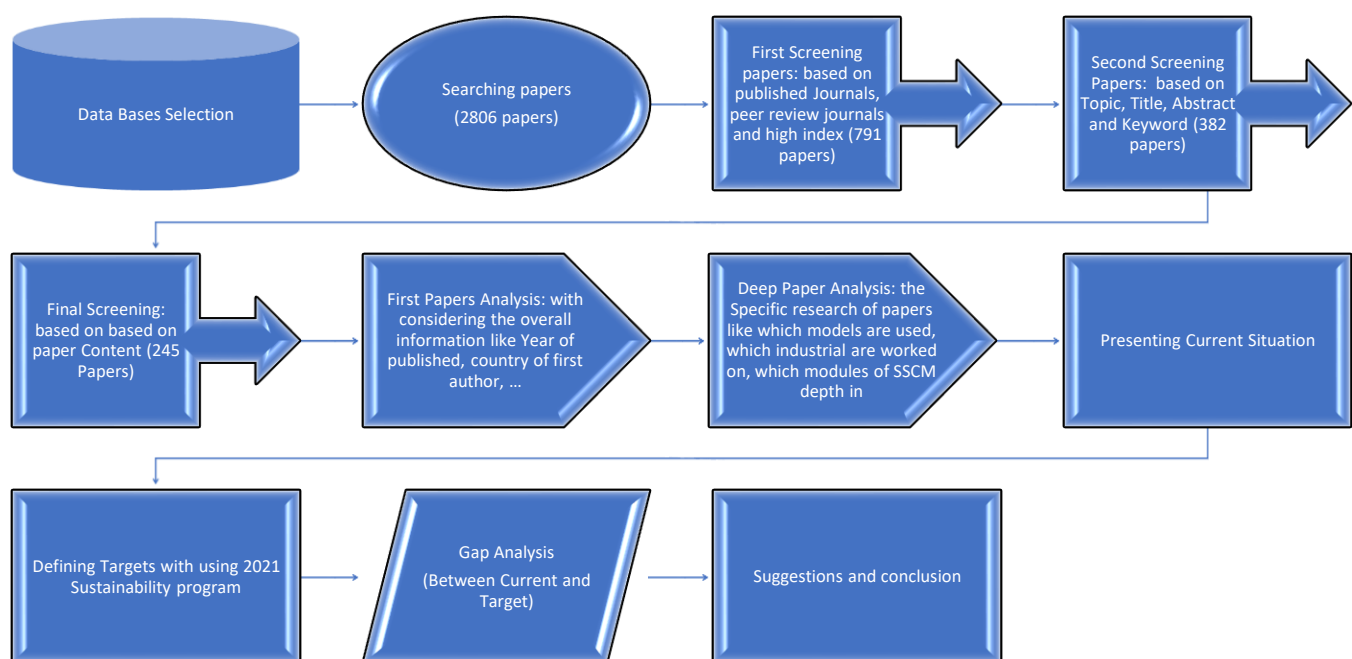 Data Bases Selection
Searching papers
(2806 papers)
First Screening
papers: based on
published Journals,
peer review journals
and high index (791
papers)
Second Screening
Papers:  based on
Topic, Title, Abstract
and Keyword (382
papers)
Final Screening:
based on based on
paper Content (245
Papers)
First Papers Analysis: with
considering the overall
information like Year of
published, country of first
author, …
Deep Paper Analysis: the
Specific research of papers
like which models are used,
which industrial are worked
on, which modules of SSCM
depth in
Presenting Current Situation
Defining Targets with using 2021
Sustainability program
Gap Analysis
(Between Current and
Target)
Suggestions and conclusion